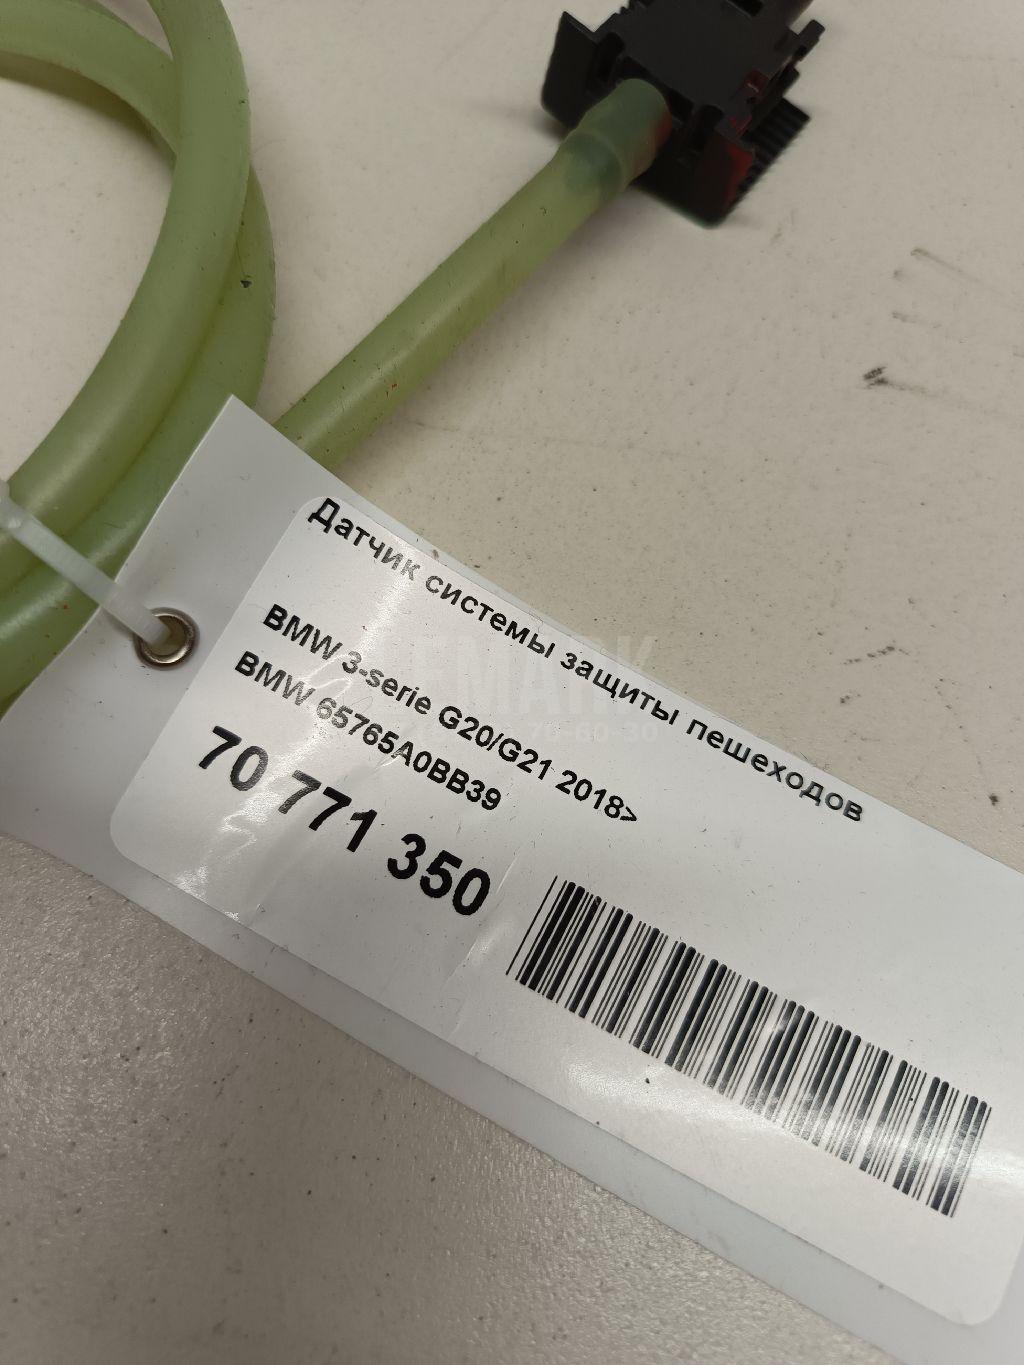 Датчик системы защиты пешеходов
BMW 3-serie G20/G21 2018>
BMW 65765A0BB39
70 771 350